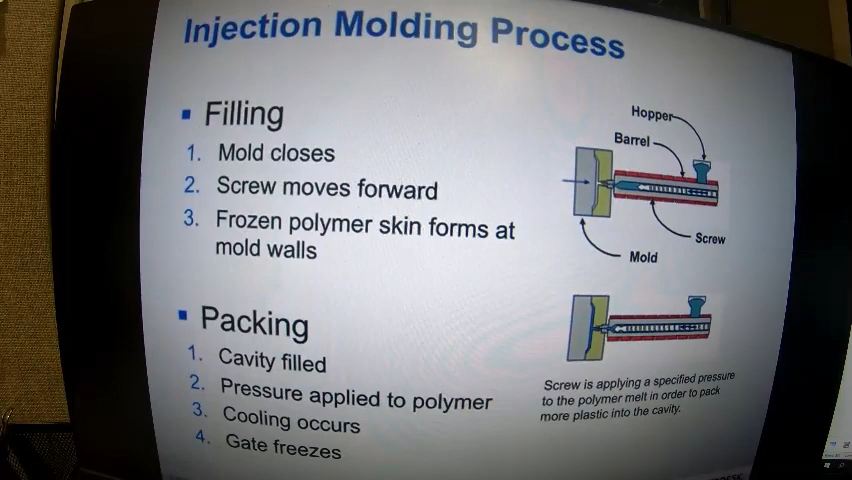 Injection Molding Process
▪ Filling
1. Mold closes
2. Screw moves forward
3. Frozen polymer skin forms at
mold walls
Hopper
Barrel
Screw
Mold
▪ Packing
1. Cavity filled
2. Pressure applied to polymer
3. Cooling occurs
4. Gate freezes
Screw is applying a specified pressure
to the polymer melt in order to pack
more plastic into the cavity.